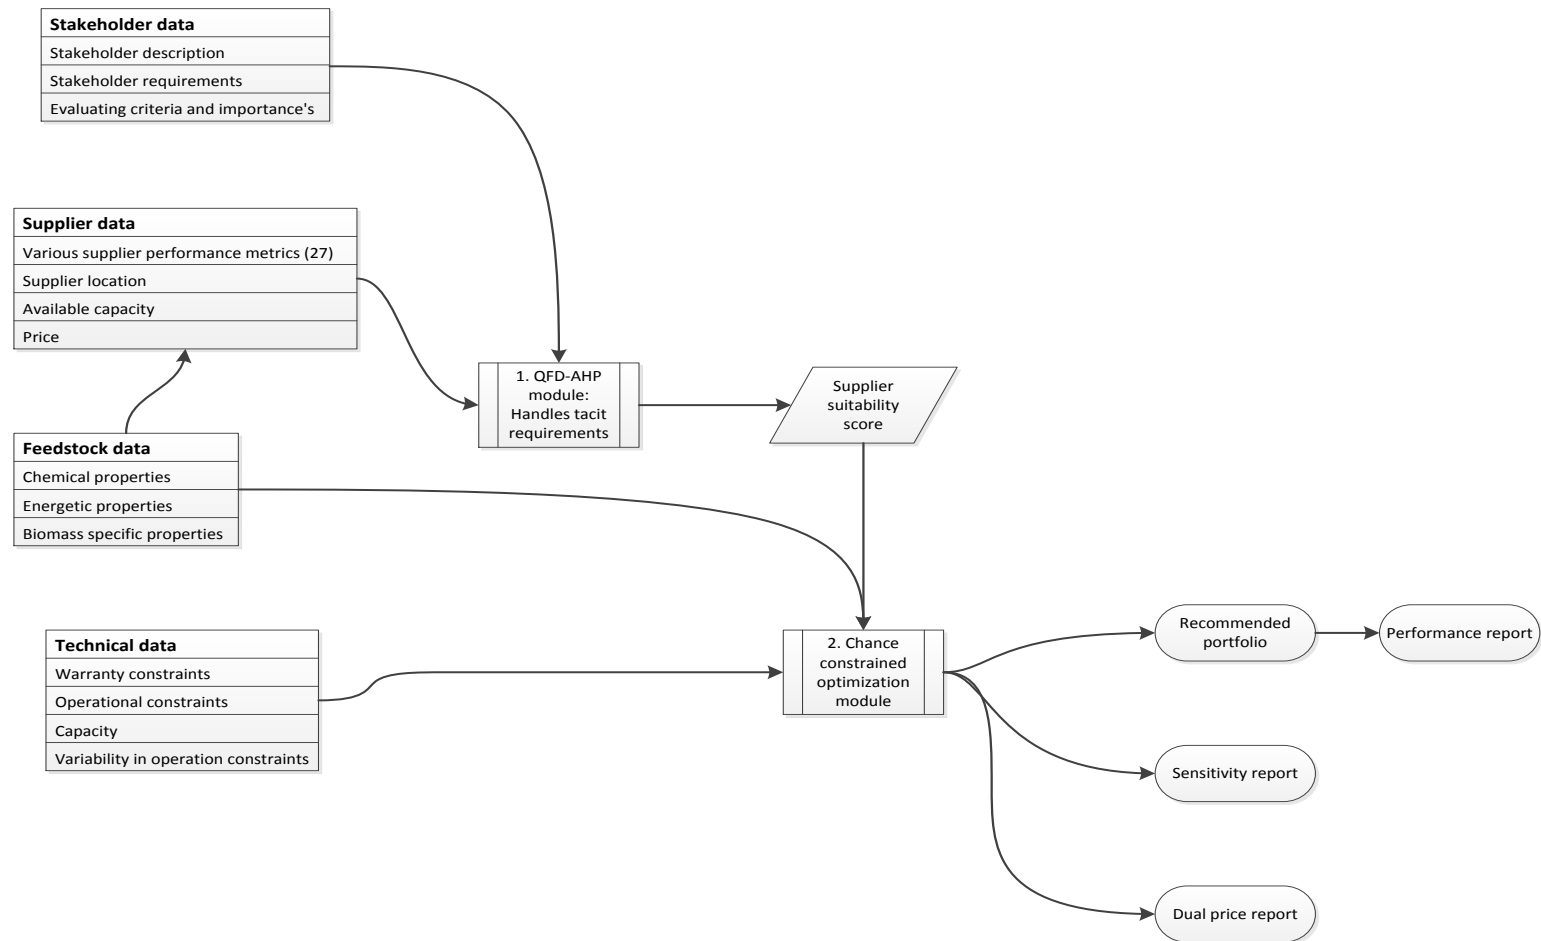 Stakeholder data
Stakeholder description
Stakeholder requirements
Evaluating criteria and importance's
Supplier data
Various supplier performance metrics (27)
Supplier location
Available capacity
Price
Feedstock data
Chemical properties
Energetic properties
Biomass specific properties
Technical data
Warranty constraints
Operational constraints
Capacity
Variability in operation constraints
1. QFD-AHP
module:
Handles tacit
requirements
Supplier
suitability
score
2. Chance
constrained
optimization
module
Recommended
portfolio
Performance report
Sensitivity report
Dual price report